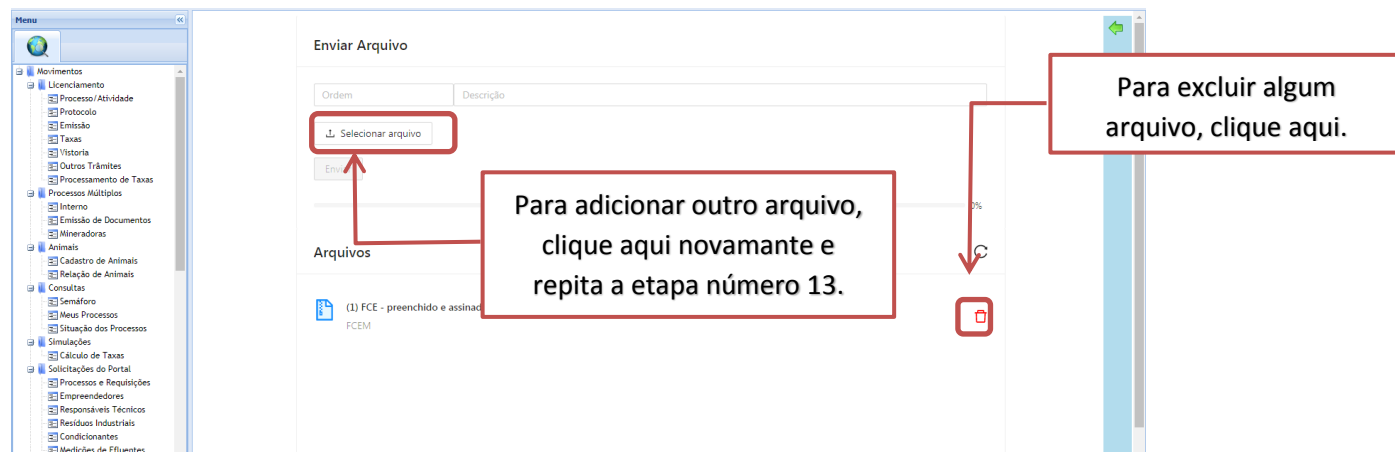 Menu
Movimentos
Licenciamento
Processo/Atividade
Protocolo
Emissão
Taxas
Vistoria
Outros Trâmites
Processamento de Taxas
Processos Múltiplos
Interno
Emissão de Documentos
Mineradoras
Animais
Cadastro de Animais
Relação de Animais
Consultas
Semáforo
Meus Processos
Situação dos Processos
Simulações
Cálculo de Taxas
Solicitações do Portal
Processos e Requisições
Empreendedores
Responsáveis Técnicos
Resíduos Industriais
Condicionantes
Medições de Efluentes
Enviar Arquivo
Ordem Descrição
Selecionar arquivo
0%
Arquivos
(1) FCE - preenchido e
FCEM
Para adicionar outro arquivo,
clique aqui novamante e
repita a etapa número 13.
Para excluir algum
arquivo, clique aqui.